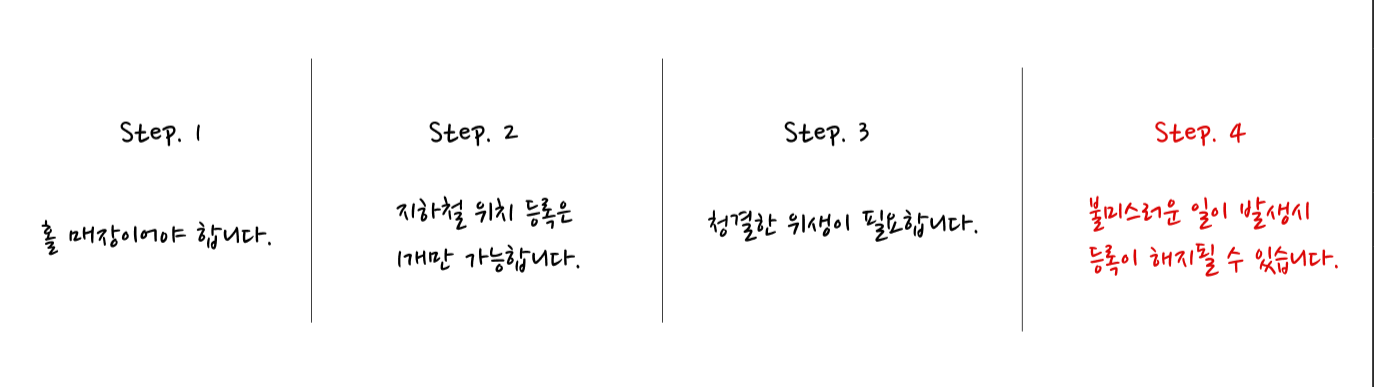 Step. 1
홀 매장이어야 합니다.
Step. 2
지하철 위치 등록은
1개만 가능합니다.
Step. 3
청결한 위생이 필요합니다.
Step. 4
불미스러운 일이 발생시
등록이 해지될 수 있습니다.